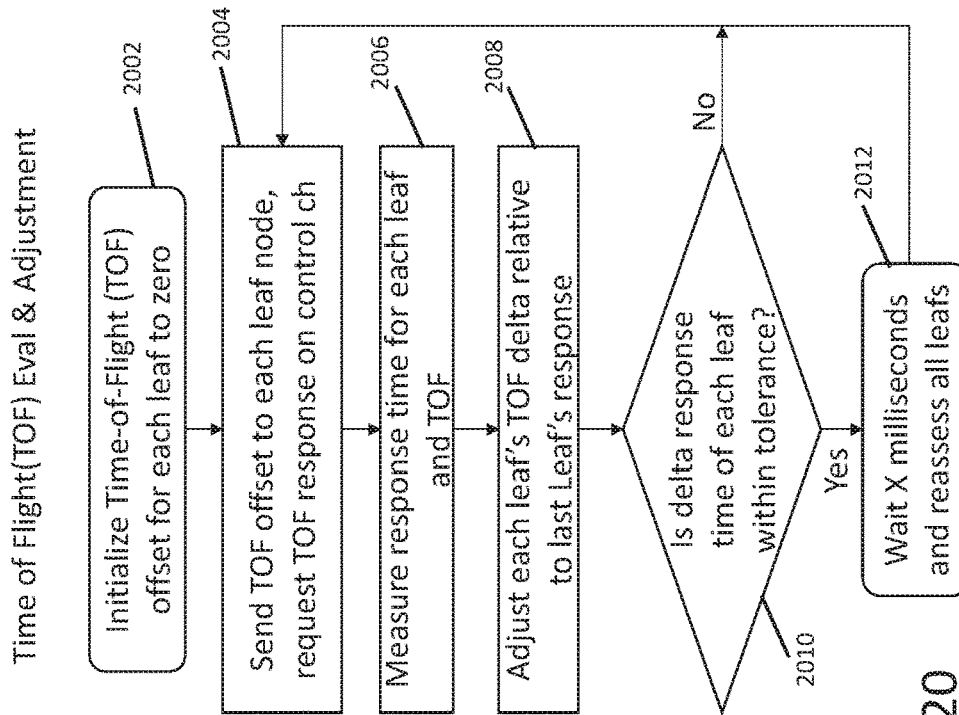 Time of Flight(TOF) Eval & Adjustment
2002
Initialize Time-of-Flight (TOF)
offset for each leaf to zero
2004
Send TOF offset to each leaf node,
request TOF response on control ch
2006
Measure response time for each leaf
and TOF
2008
Adjust each leaf's TOF delta relative
to last Leaf's response
Is delta response
time of each leaf
within tolerance?
No
Yes
2010
2012
Wait X milliseconds
and reassess all leafs
20